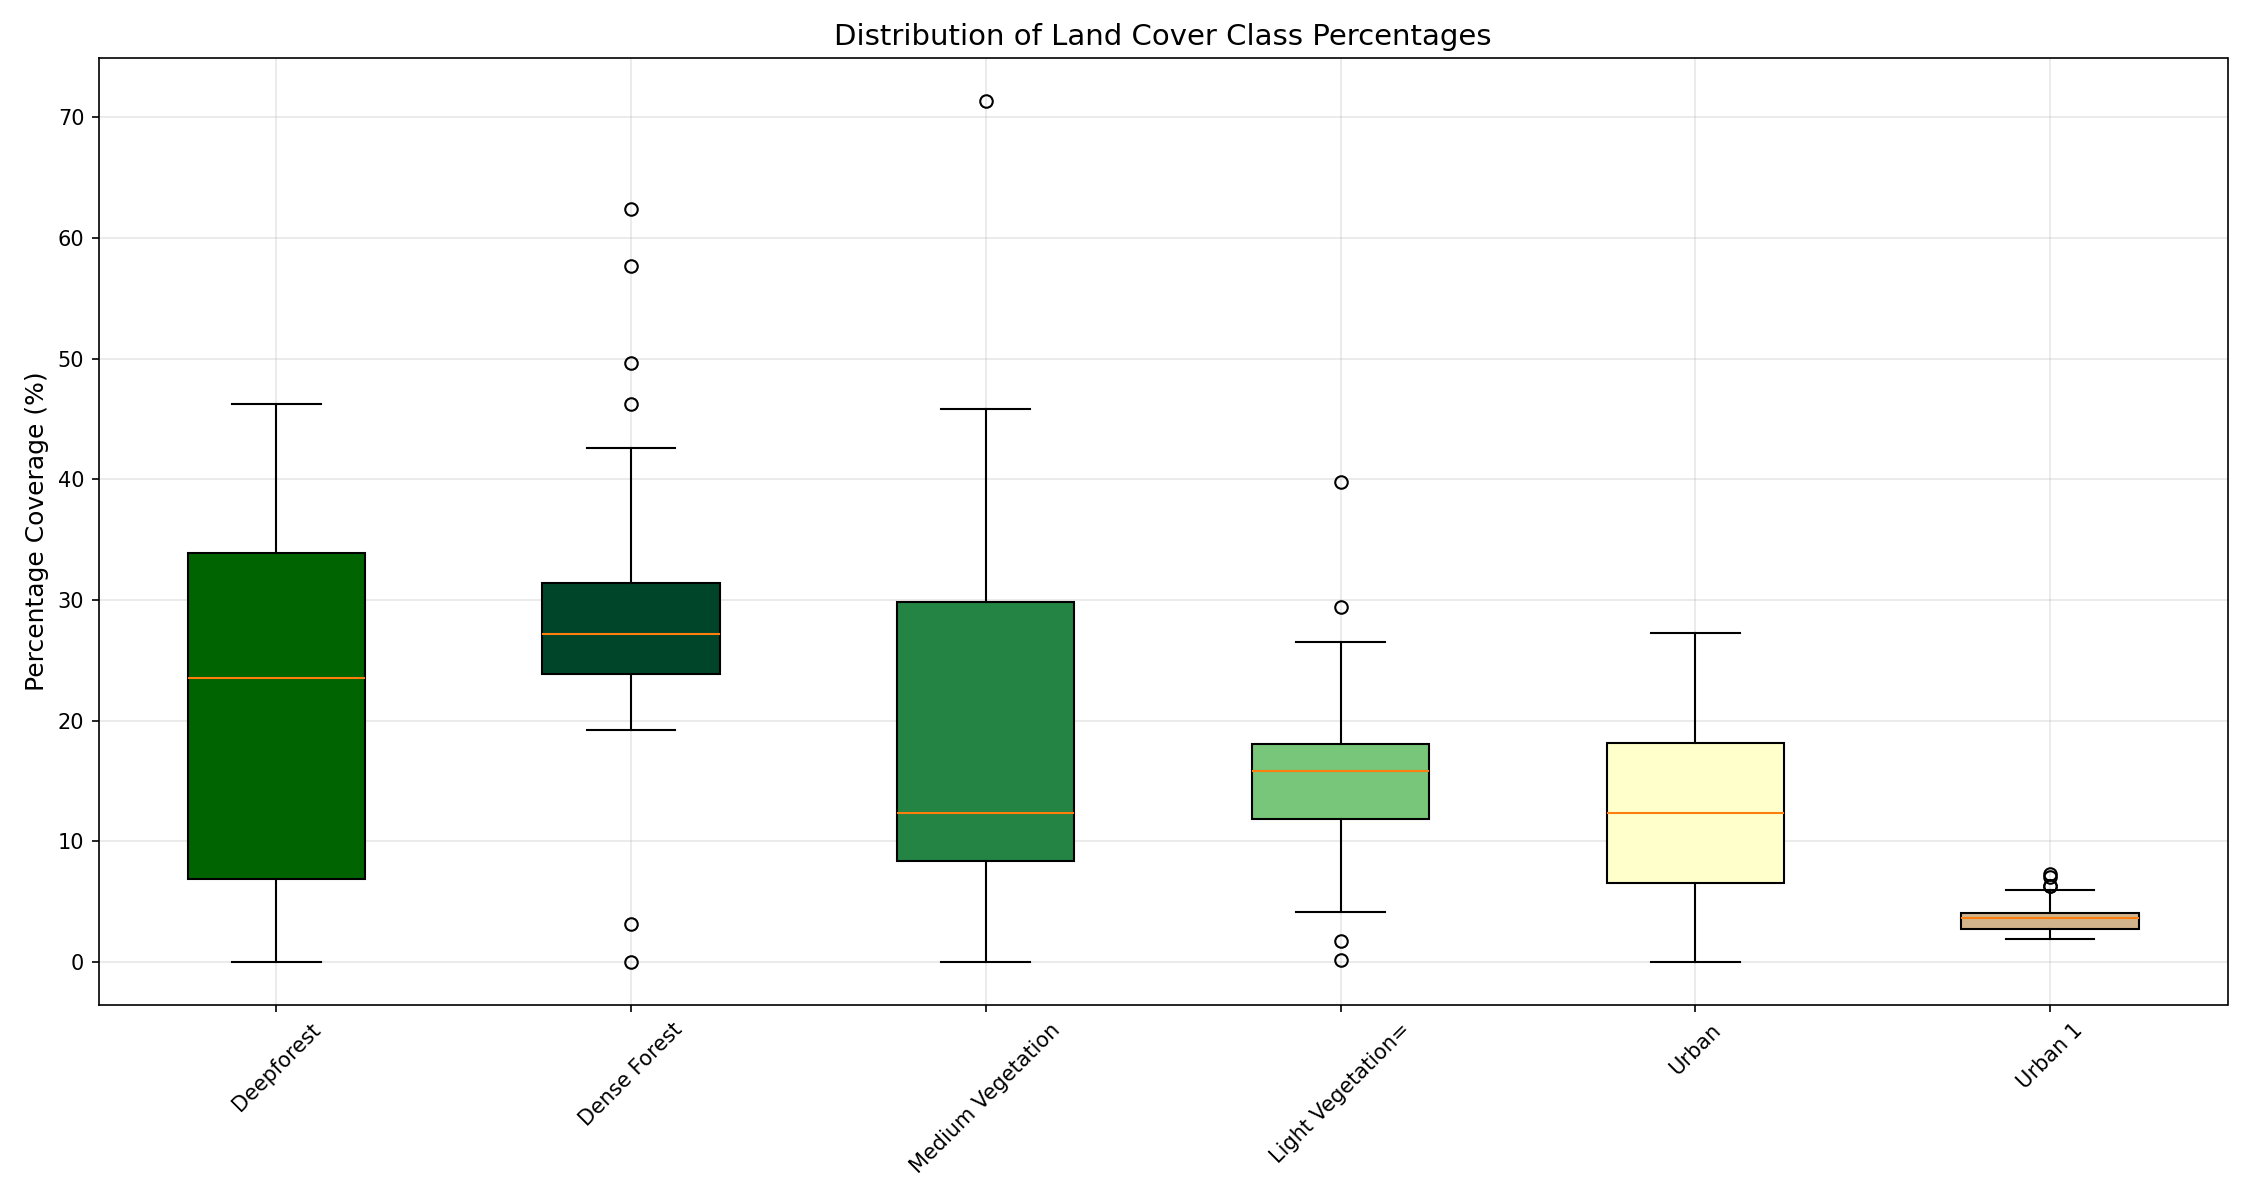 Distribution of Land Cover Class Percentages
Percentage Coverage (%)
70
60
50
40
30
20
10
0
Deepforest
Dense Forest
Medium Vegetation
Light Vegetation=
Urban
Urban 1